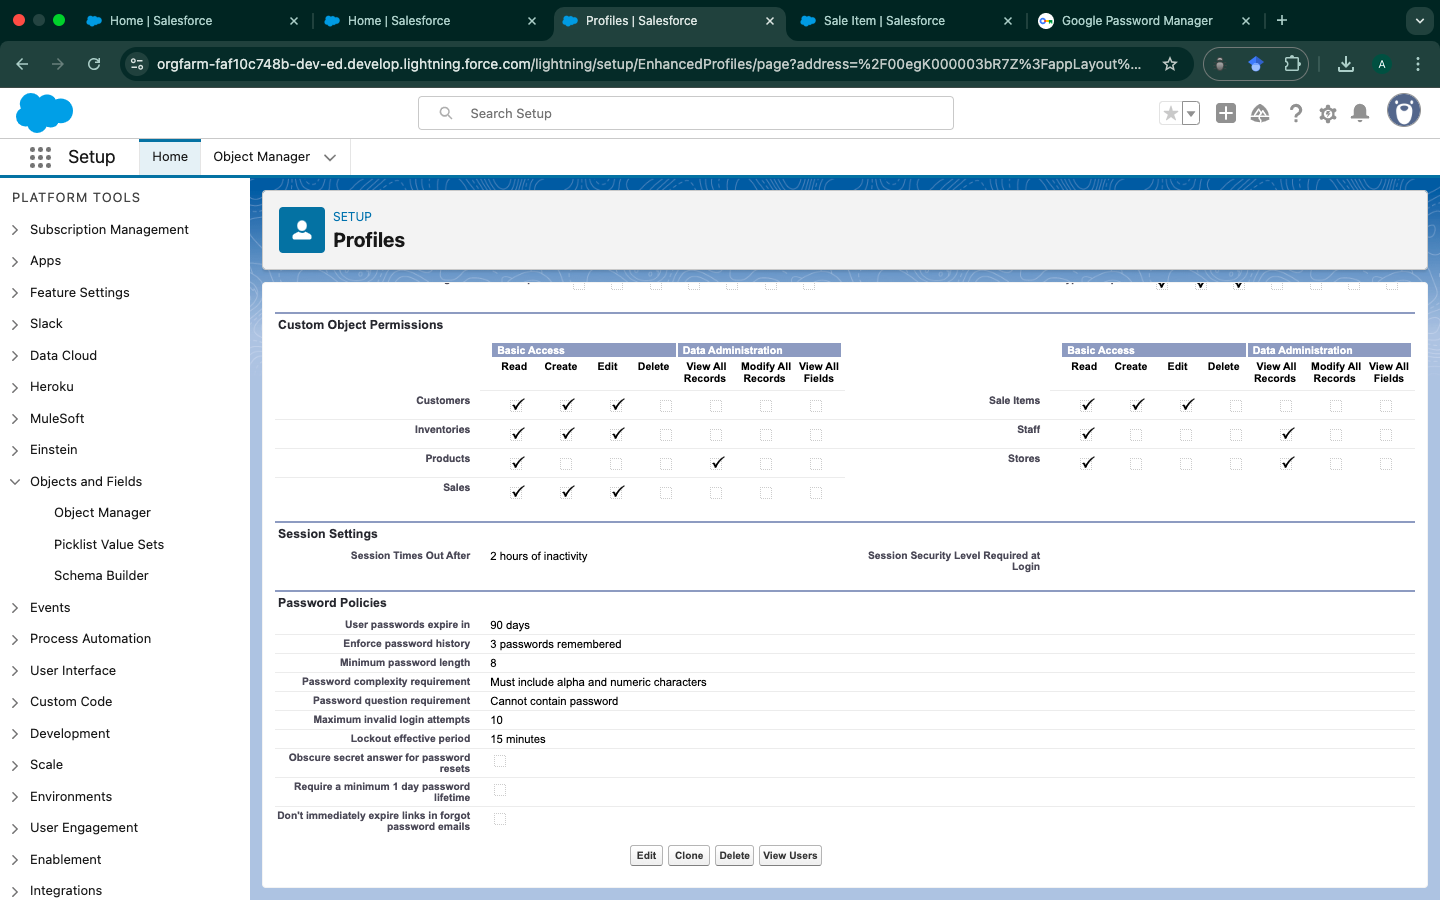 Home | Salesforce
Home | Salesforce
Profiles | Salesforce
Sale Item | Salesforce
Google Password Manager
orgfarm-faf10c748b-dev-ed.develop.lightning.force.com/lightning/setup/EnhancedProfiles/page?address=%2F00egK000003bR7Z%3FappLayout%...
A
Search Setup
Setup
Home
Object Manager
PLATFORM TOOLS
Subscription Management
Apps
Feature Settings
Slack
Data Cloud
Heroku
MuleSoft
Einstein
Objects and Fields
Object Manager
Picklist Value Sets
Schema Builder
Events
Process Automation
User Interface
Custom Code
Development
Scale
Environments
User Engagement
Enablement
Integrations
SETUP
Profiles
Custom Object Permissions
Basic Access Data Administration
Read Create Edit Delete View All Records Modify All Records View All Fields
Customers
Inventories
Products
Sales
Basic Access Data Administration
Read Create Edit Delete View All Records Modify All Records View All Fields
Sale Items
Staff
Stores
Session Settings
Session Times Out After 2 hours of inactivity
Session Security Level Required at
Login
Password Policies
User passwords expire in 90 days
Enforce password history 3 passwords remembered
Minimum password length 8
Password complexity requirement Must include alpha and numeric characters
Password question requirement Cannot contain password
Maximum invalid login attempts 10
Lockout effective period 15 minutes
Obscure secret answer for password
resets
Require a minimum 1 day password
lifetime
Don't immediately expire links in forgot
password emails
Edit Clone Delete View Users